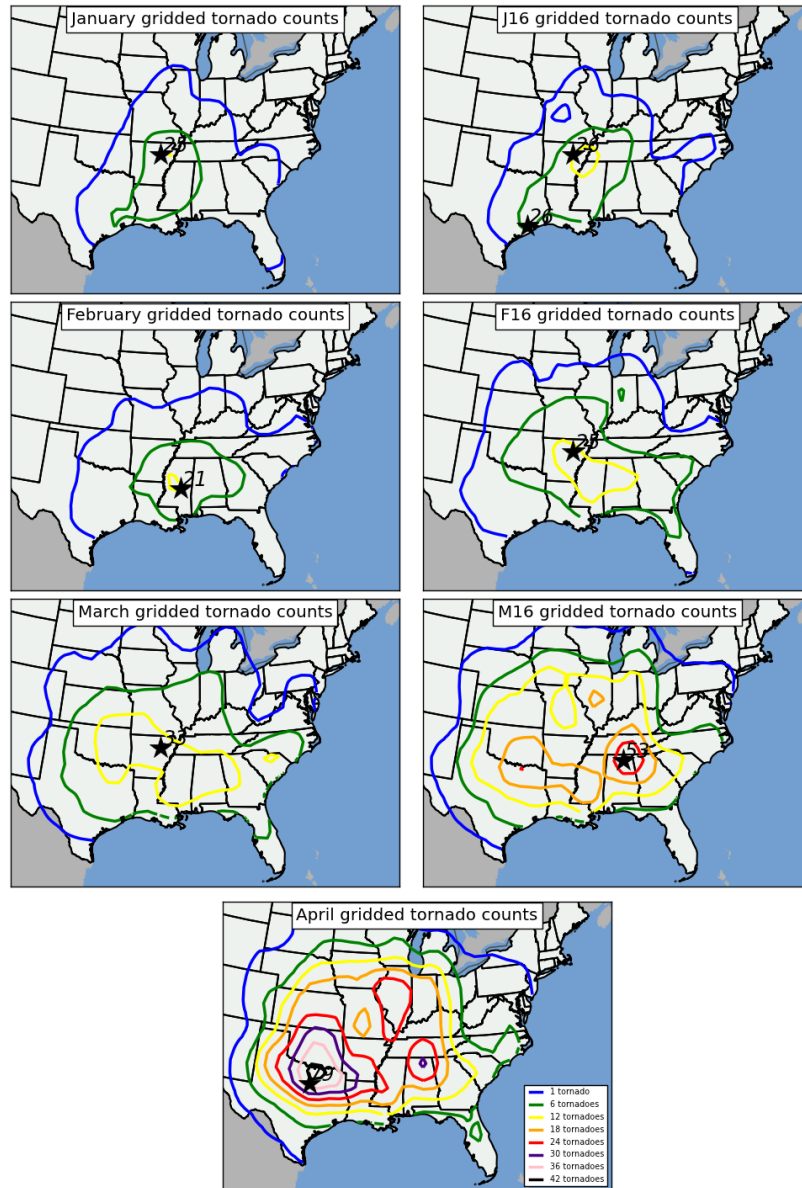 January gridded tornado counts
J16 gridded tornado counts
26
February gridded tornado counts
F16 gridded tornado counts
21
25
March gridded tornado counts
M16 gridded tornado counts
April gridded tornado counts
1 tornado
6 tornadoes
12 tornadoes
18 tornadoes
24 tornadoes
30 tornadoes
36 tornadoes
42 tornadoes